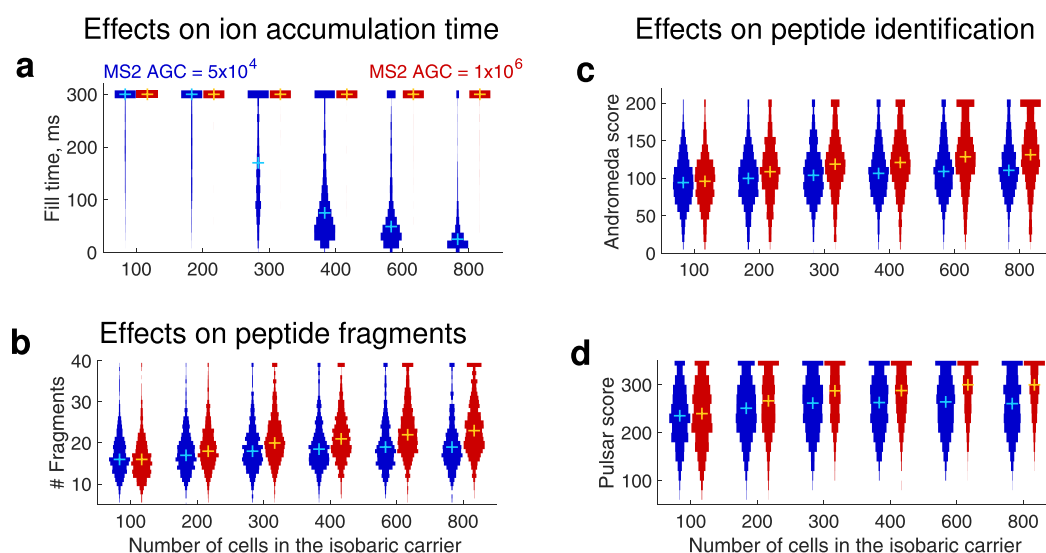 Effects on ion accumulation time
a
MS2 AGC = 5x10⁴ MS2 AGC = 1x10⁶
Fill time, ms
300
200
100
0
100 200 300 400 600 800
b
Effects on peptide fragments
# Fragments
40
30
20
10
100 200 300 400 600 800
Number of cells in the isobaric carrier
Effects on peptide identification
c
Andromeda score
200
150
100
50
0
100 200 300 400 600 800
d
Pulsar score
300
200
100
100 200 300 400 600 800
Number of cells in the isobaric carrier